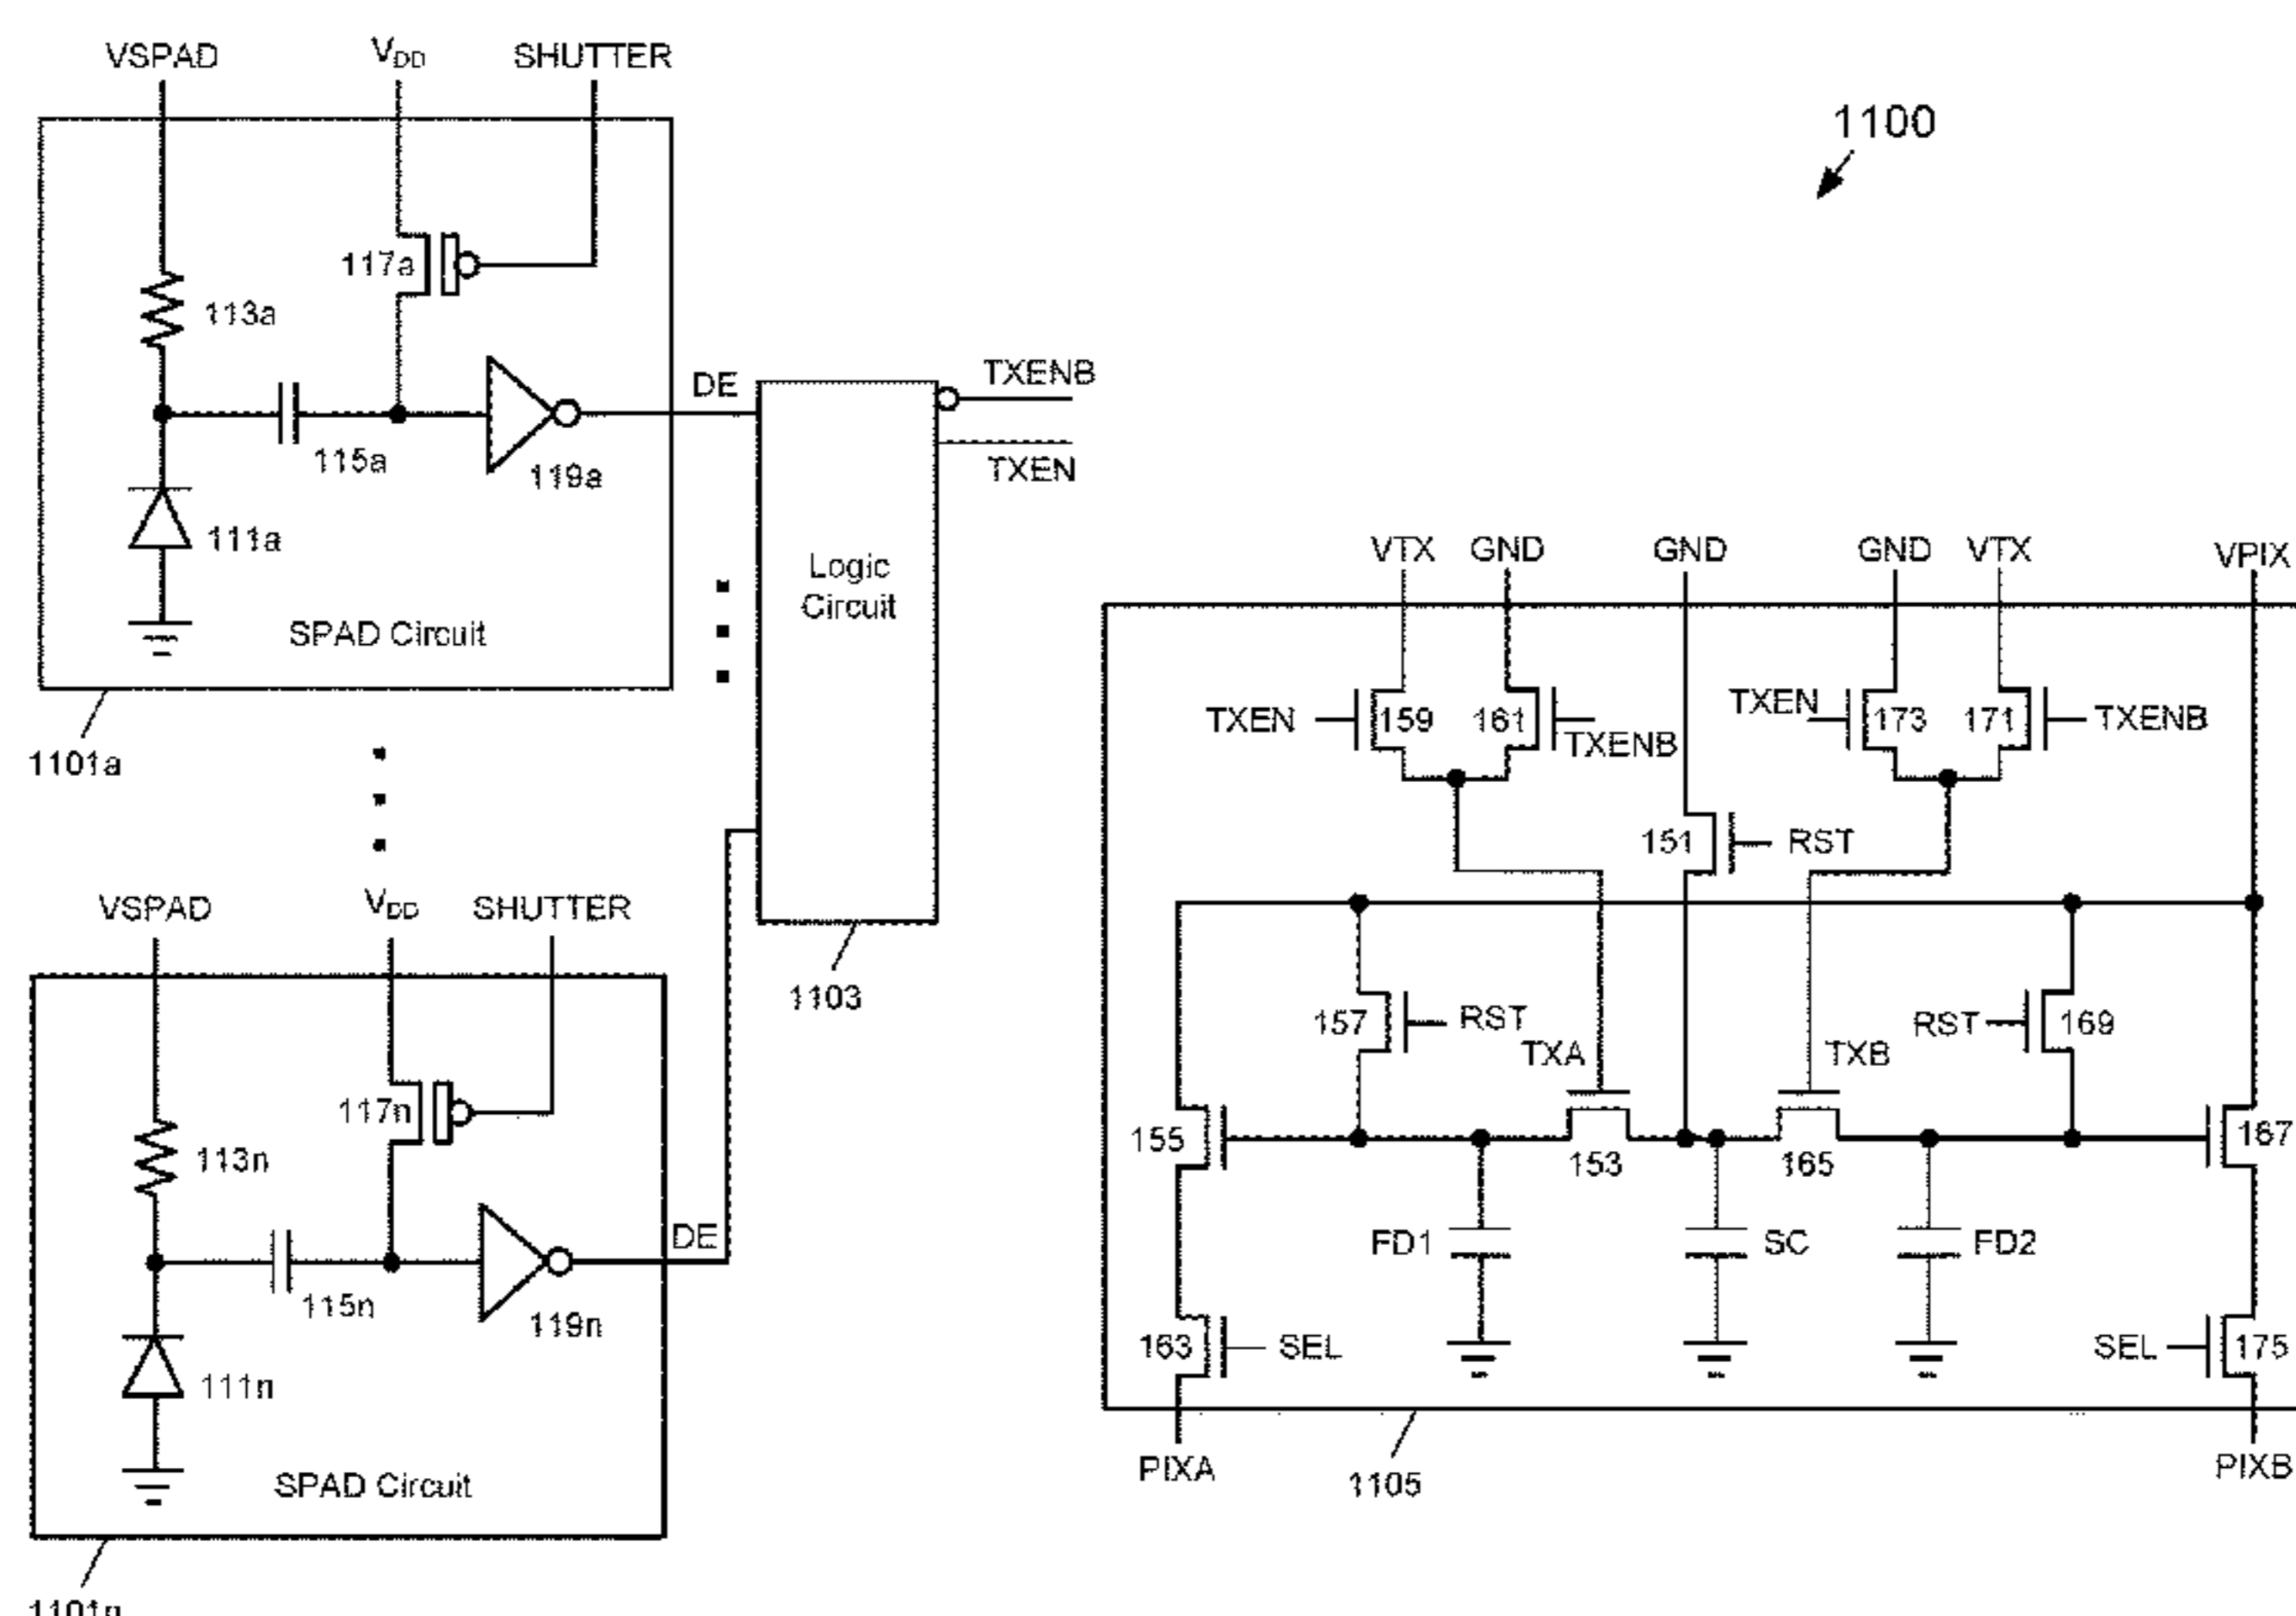 VSPAD VDD SHUTTER
1100
117a
113a
DE
TXENB
115a
119a
TXEN
111a
Logic
Circuit
SPAD Circuit
1101a
VTX GND GND GND VTX VPIX
TXEN 159 161 TXENB
TXEN 173 171 TXENB
151 RST
VSPAD VDD SHUTTER
1103
117n
113n
DE
115n
119n
111n
SPAD Circuit
1101n
157 RST
RST 169
TXA TXB
155 153 165 167
FD1 SC FD2
163 SEL
SEL 175
PIXA
1105
PIXB